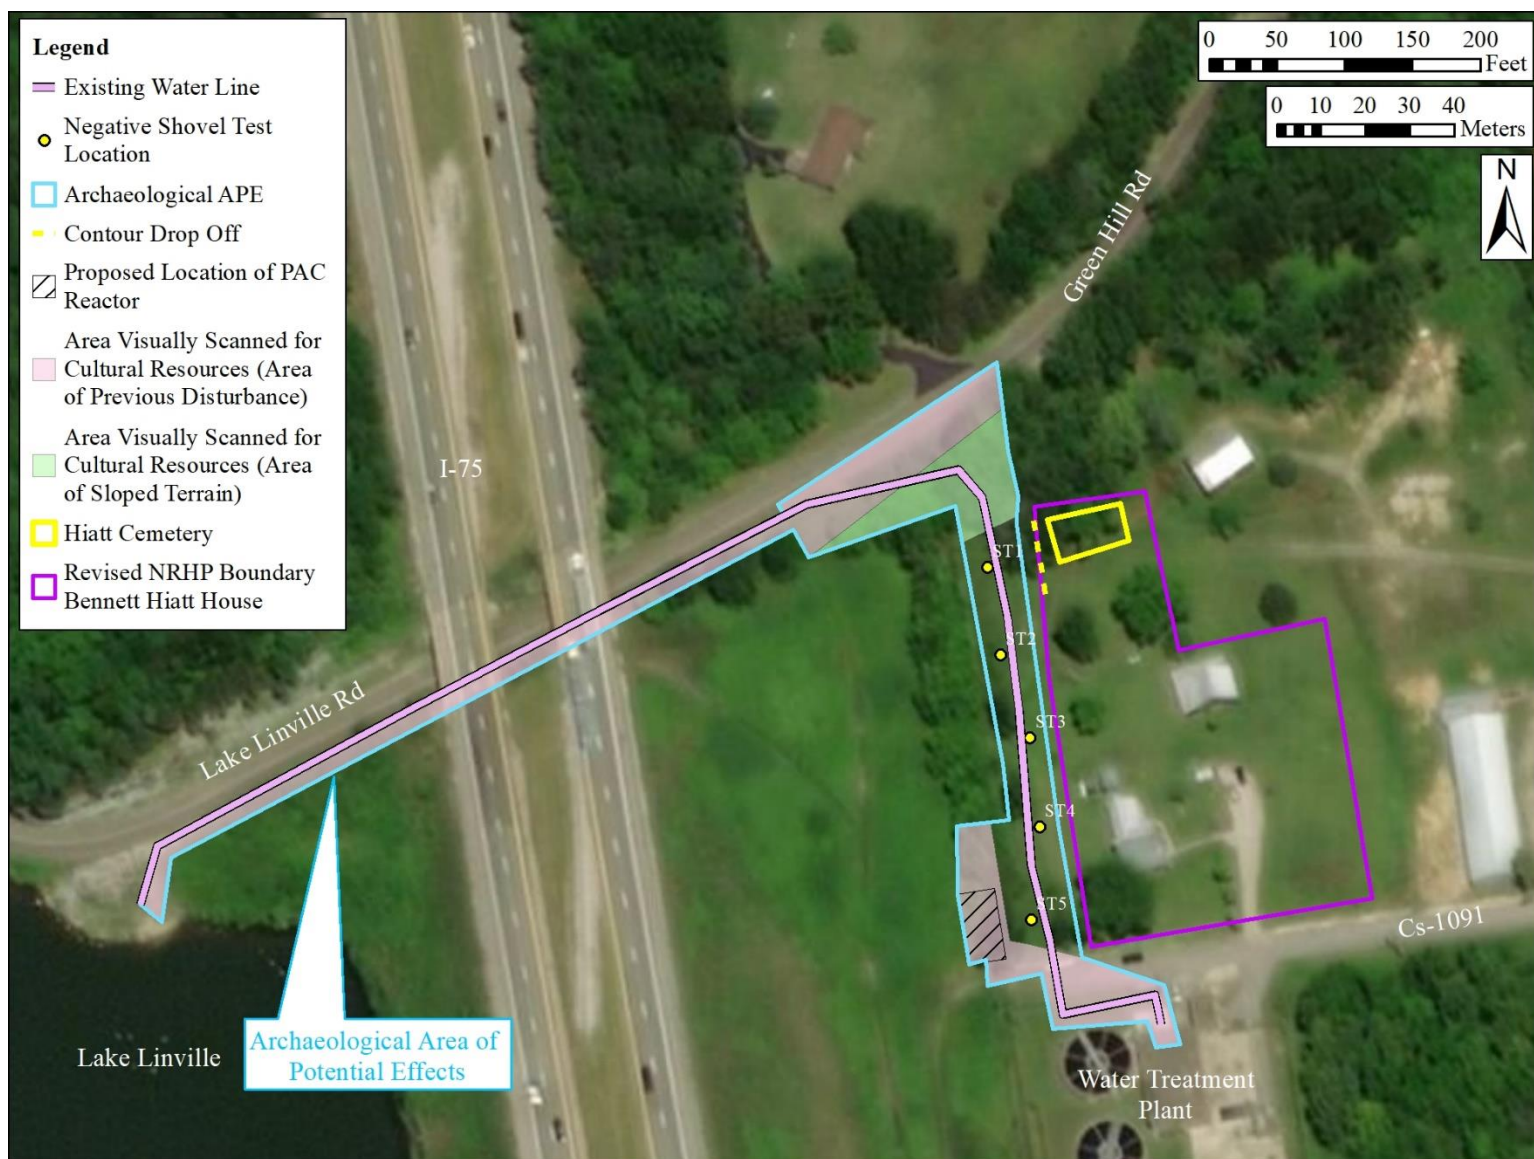 Legend
Existing Water Line
Negative Shovel Test
Location
Archaeological APE
Contour Drop Off
Proposed Location of PAC
Reactor
Area Visually Scanned for
Cultural Resources (Area
of Previous Disturbance)
Area Visually Scanned for
Cultural Resources (Area
of Sloped Terrain)
Hiatt Cemetery
Revised NRHP Boundary
Bennett Hiatt House
0 50 100 150 200
Feet
0 10 20 30 40
Meters
N
Green Hill Rd
I-75
ST1
ST2
Lake Linville Rd
ST3
ST4
ST5
Cs-1091
Archaeological Area of
Potential Effects
Lake Linville
Water Treatment
Plant